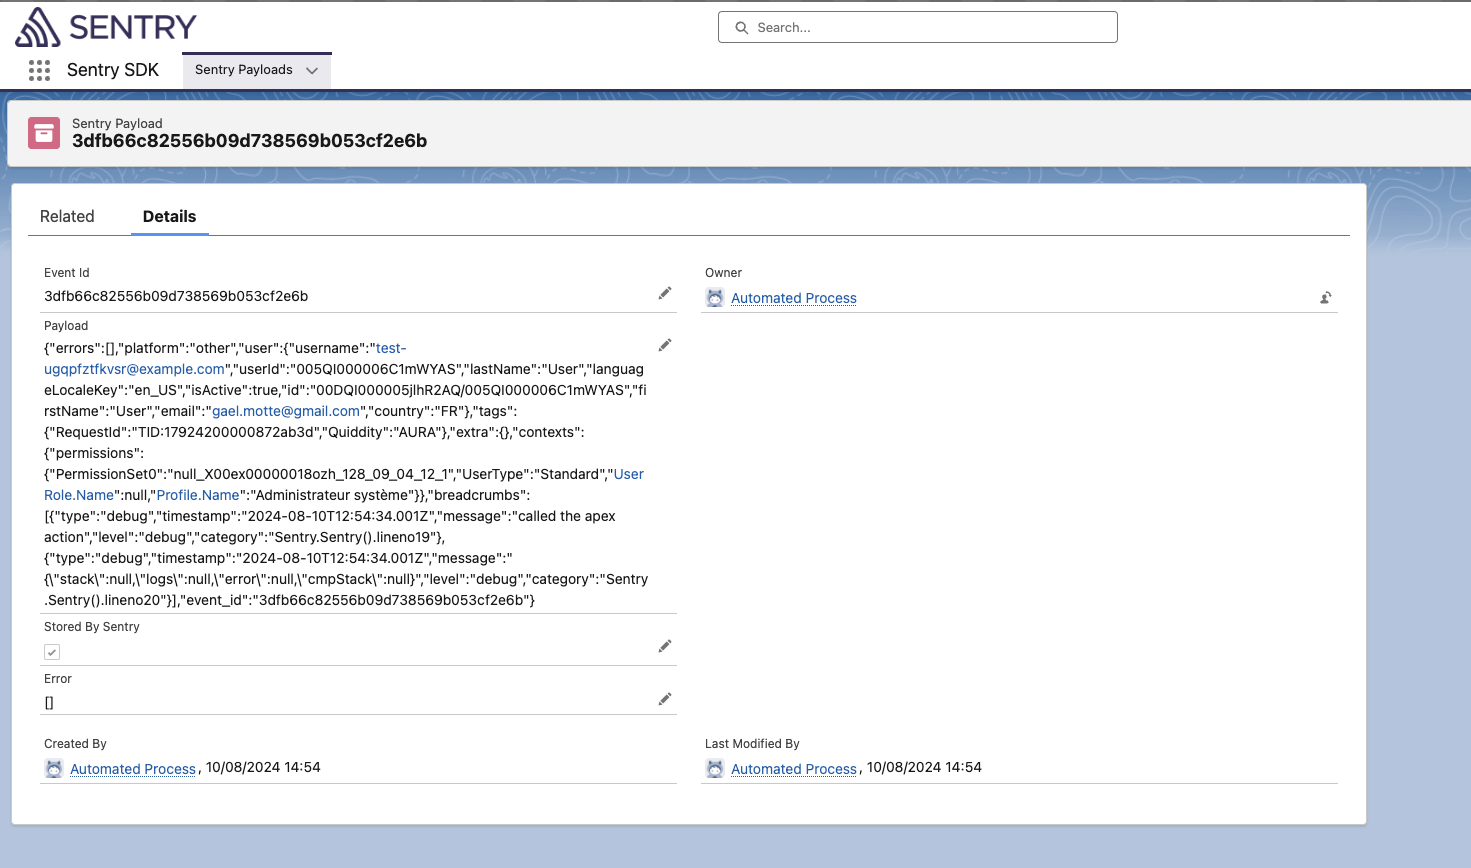 SENTRY
Search...
Sentry SDK
Sentry Payloads
Sentry Payload
3dfb66c82556b09d738569b053cf2e6b
Related
Details
Event Id
3dfb66c82556b09d738569b053cf2e6b
Owner
Automated Process
Payload
{"errors":[],"platform":"other","user":{"username":"test-
ugqpfztfkvsr@example.com","userId":"005QI000006C1mWYAS","lastName":"User","languag
eLocaleKey":"en_US","isActive":true,"id":"00DQI000005jlhR2AQ/005QI000006C1mWYAS","fi
rstName":"User","email":"gael.motte@gmail.com","country":"FR"},"tags":
{"RequestId":"TID:17924200000872ab3d","Quiddity":"AURA"},"extra":{},"contexts":
{"permissions":
{"PermissionSet0":"null_X00ex00000018ozh_128_09_04_12_1","UserType":"Standard","User
Role.Name":null,"Profile.Name":"Administrateur système"}},"breadcrumbs":
[{"type":"debug","timestamp":"2024-08-10T12:54:34.001Z","message":"called the apex
action","level":"debug","category":"Sentry.Sentry().lineno19"},
{"type":"debug","timestamp":"2024-08-10T12:54:34.001Z","message":"
{\"stack\":null,\"logs\":null,\"error\":null,\"cmpStack\":null}","level":"debug","category":"Sentry
.Sentry().lineno20"}],"event_id":"3dfb66c82556b09d738569b053cf2e6b"}
Stored By Sentry
Error
[]
Created By
Automated Process, 10/08/2024 14:54
Last Modified By
Automated Process, 10/08/2024 14:54